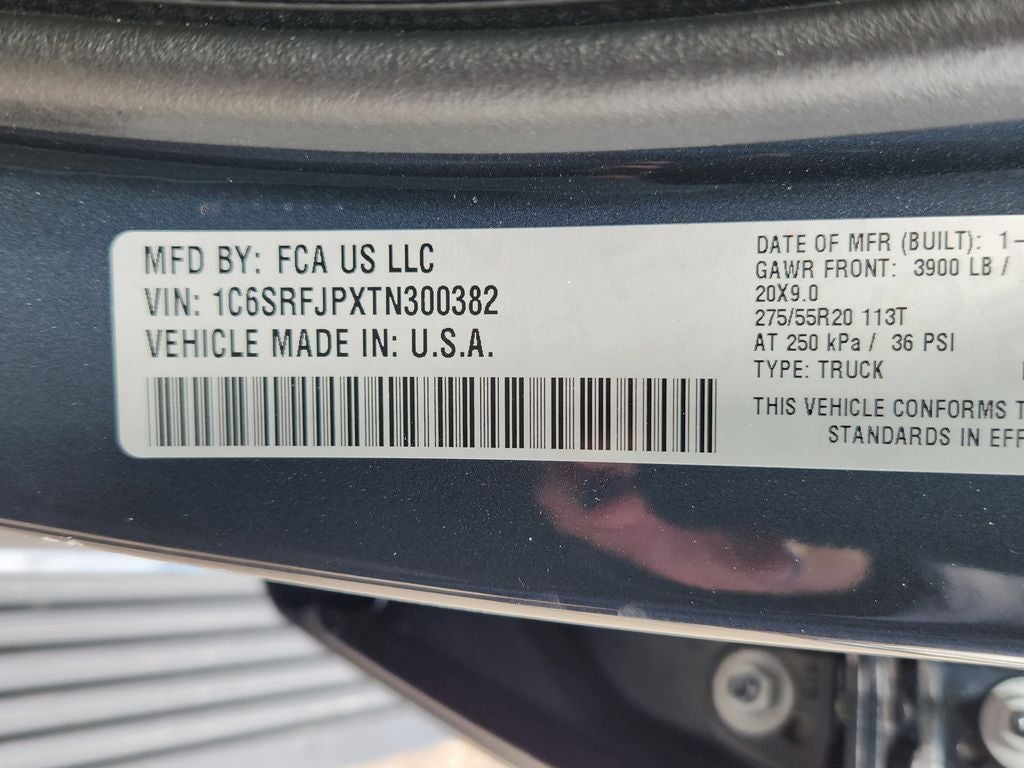 MFD BY: FCA US LLC
VIN: 1C6SRFJPXTN300382
VEHICLE MADE IN: U.S.A.
DATE OF MFR (BUILT): 1-
GAWR FRONT: 3900 LB /
20X9.0
275/55R20 113T
AT 250 kPa / 36 PSI
TYPE: TRUCK
THIS VEHICLE CONFORMS T
STANDARDS IN EFF